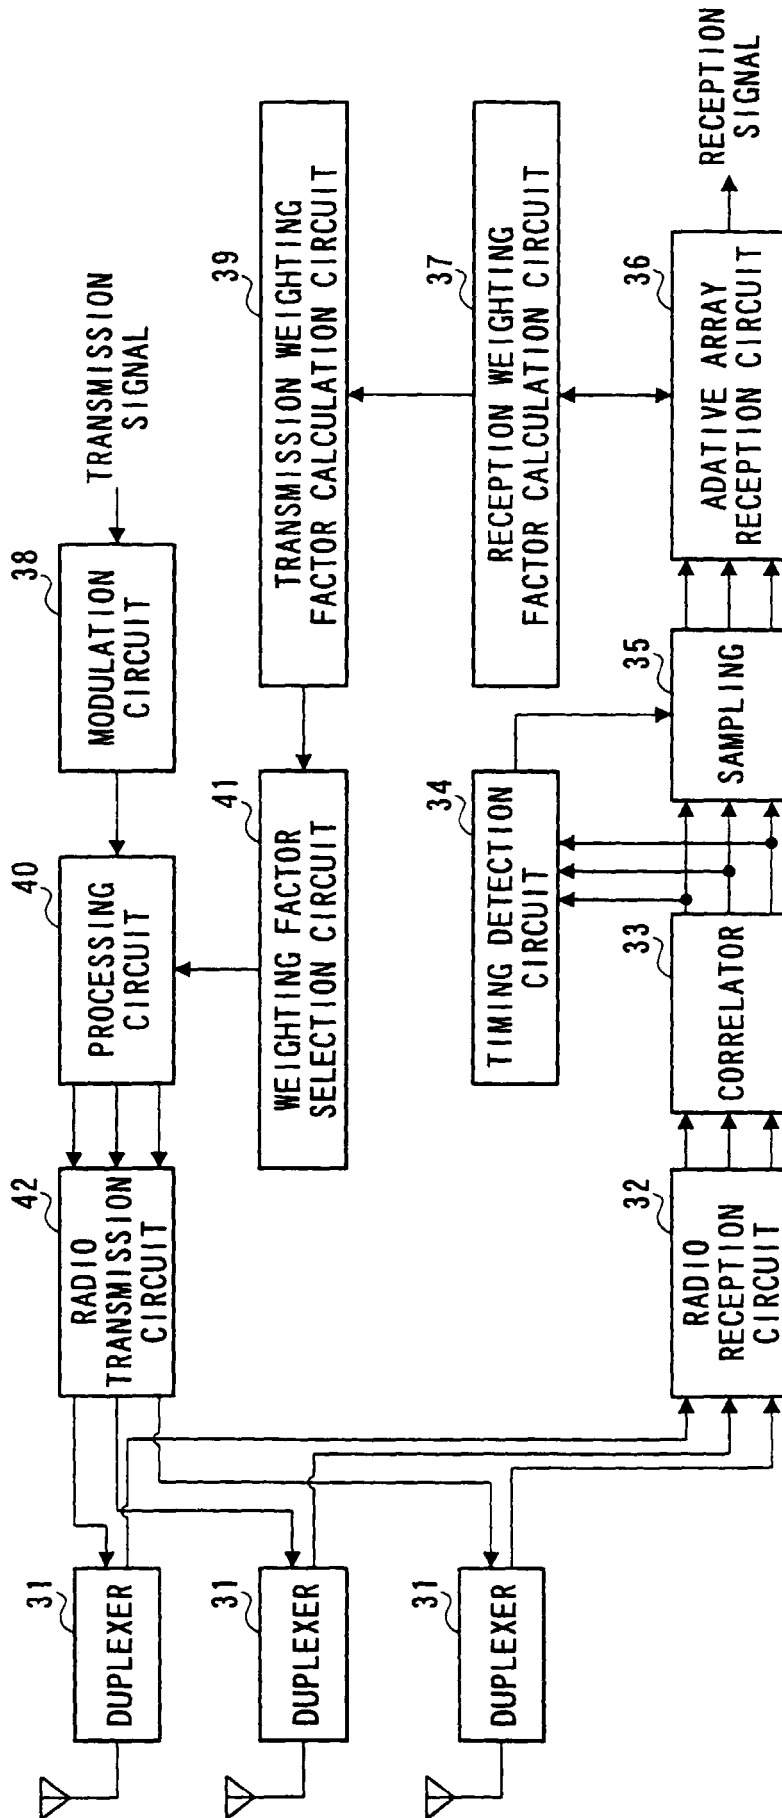 31
DUPLEXER
31
DUPLEXER
31
DUPLEXER
42
RADIO
TRANSMISSION
CIRCUIT
40
PROCESSING
CIRCUIT
38
MODULATION
CIRCUIT
TRANSMISSION
SIGNAL
41
WEIGHTING FACTOR
SELECTION CIRCUIT
39
TRANSMISSION WEIGHTING
FACTOR CALCULATION CIRCUIT
34
TIMING DETECTION
CIRCUIT
37
RECEPTION WEIGHTING
FACTOR CALCULATION CIRCUIT
32
RADIO
RECEPTION
CIRCUIT
33
CORRELATOR
35
SAMPLING
36
ADATIVE ARRAY
RECEPTION CIRCUIT
RECEPTION
SIGNAL